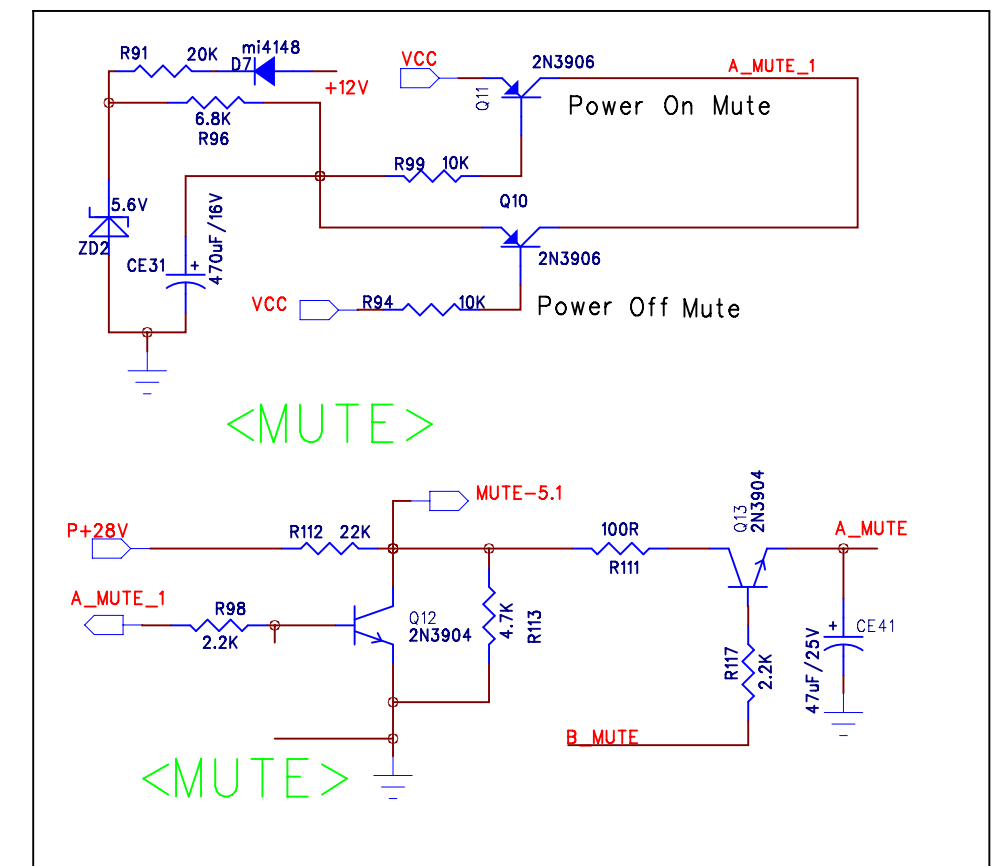 R91 20K mi4148
D7
+12V
VCC
2N3906
A_MUTE_1
Q11
Power On Mute
6.8K
R96
R99 10K
Q10
5.6V
ZD2
CE31 +
470uF/16V
2N3906
VCC
R94 10K
Power Off Mute
<MUTE>
MUTE-5.1
P+28V
R112 22K
100R
R111
Q13
2N3904
A_MUTE
A_MUTE_1
R98
2.2K
Q12
2N3904
4.7K
R113
R117
2.2K
47uF/25V
+ CE41
B_MUTE
<MUTE>